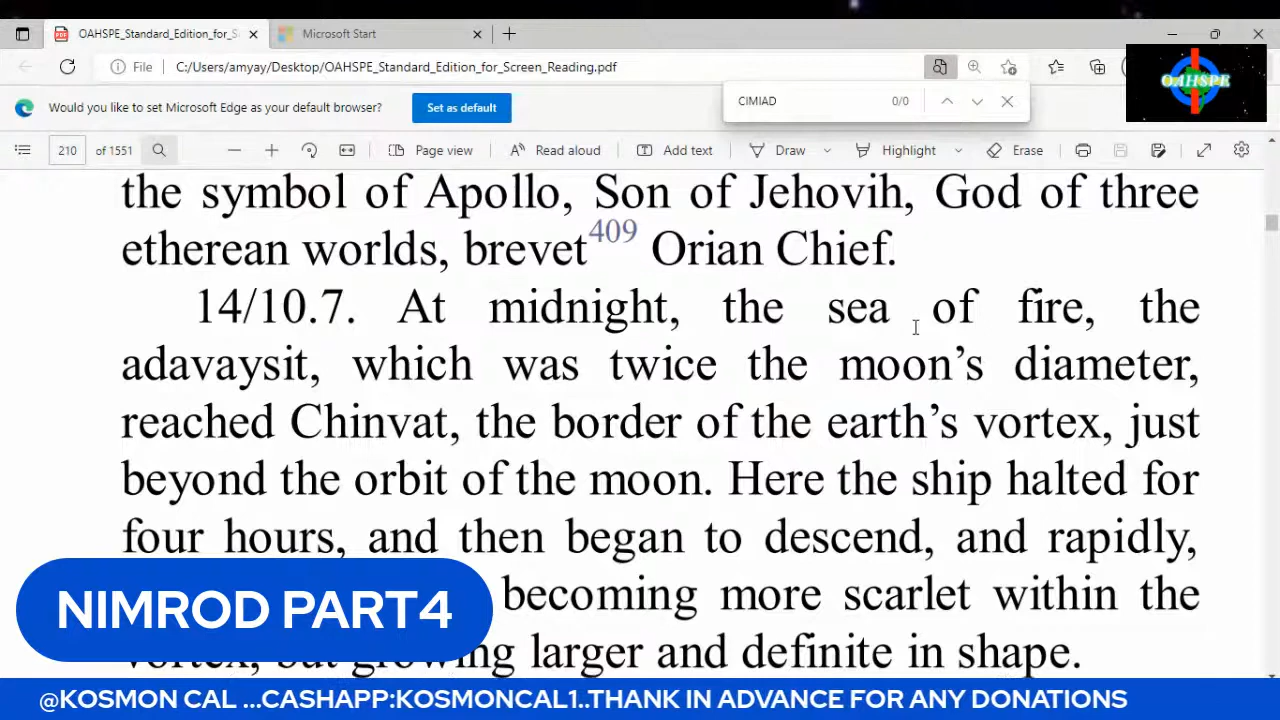 OAHSPE_Standard_Edition_for_S
Microsoft Start
File C:/Users/amyay/Desktop/OAHSPE_Standard_Edition_for_Screen_Reading.pdf
OAHSPE
CIMIAD 0/0
Would you like to set Microsoft Edge as your default browser? Set as default
210 of 1551 Page view Read aloud Add text Draw Highlight Erase
the symbol of Apollo, Son of Jehovih, God of three
etherean worlds, brevet409 Orian Chief.
14/10.7. At midnight, the sea of fire, the
adavaysit, which was twice the moon’s diameter,
reached Chinvat, the border of the earth’s vortex, just
beyond the orbit of the moon. Here the ship halted for
four hours, and then began to descend, and rapidly,
becoming more scarlet within the
vortex, but growing larger and definite in shape.
NIMROD PART4
@KOSMON CAL ...CASHAPP:KOSMONCAL1..THANK IN ADVANCE FOR ANY DONATIONS